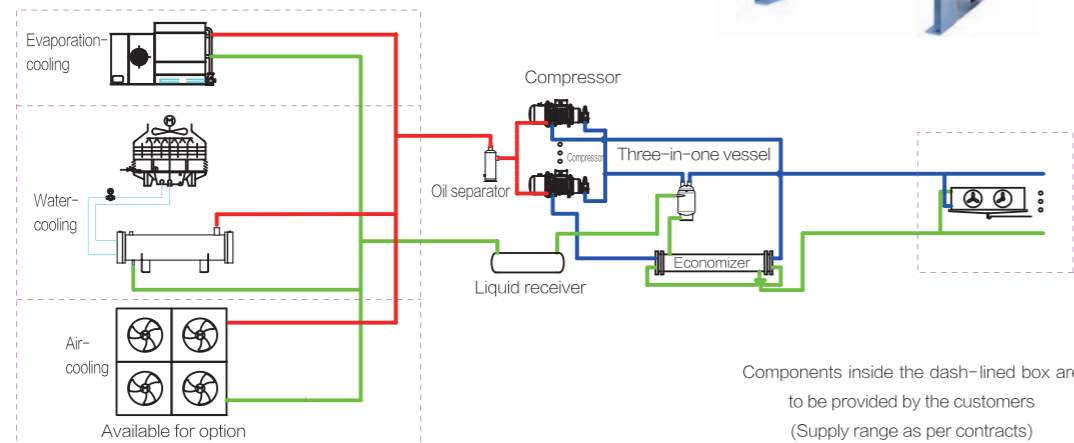 Evaporation-
cooling
Water-
cooling
Air-
cooling
Available for option
Compressor
Compressor
Oil separator
Three-in-one vessel
Liquid receiver
Economizer
Components inside the dash-lined box are
to be provided by the customers
(Supply range as per contracts)